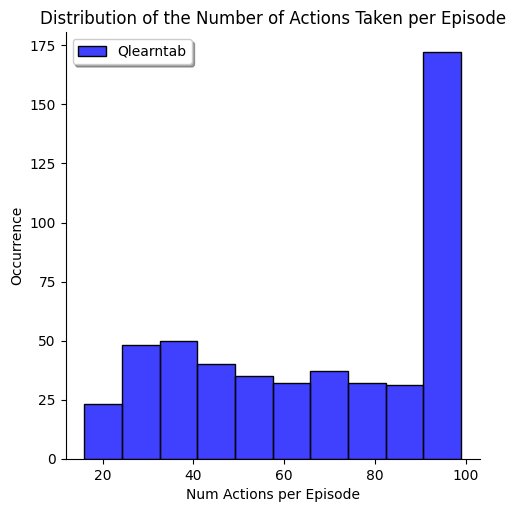 Distribution of the Number of Actions Taken per Episode
Qlearntab
175
150
125
100
75
50
25
0
Occurrence
20 40 60 80 100
Num Actions per Episode